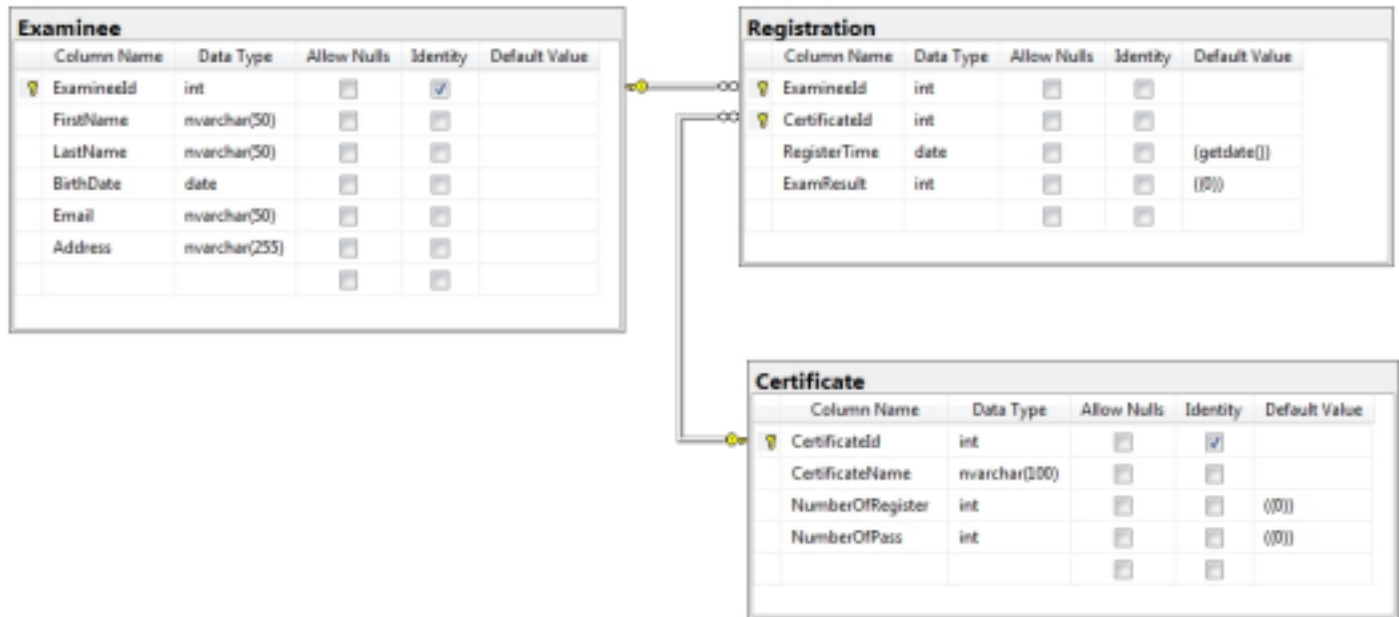 Examinee
Column Name Data Type Allow Nulls Identity Default Value
ExamineeId int
FirstName nvarchar(50)
LastName nvarchar(50)
BirthDate date
Email nvarchar(50)
Address nvarchar(255)
Registration
Column Name Data Type Allow Nulls Identity Default Value
ExamineeId int
CertificateId int
RegisterTime date (getdate())
ExamResult int ((0))
Certificate
Column Name Data Type Allow Nulls Identity Default Value
CertificateId int
CertificateName nvarchar(100)
NumberOfRegister int ((0))
NumberOfPass int ((0))